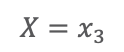 X = x₃